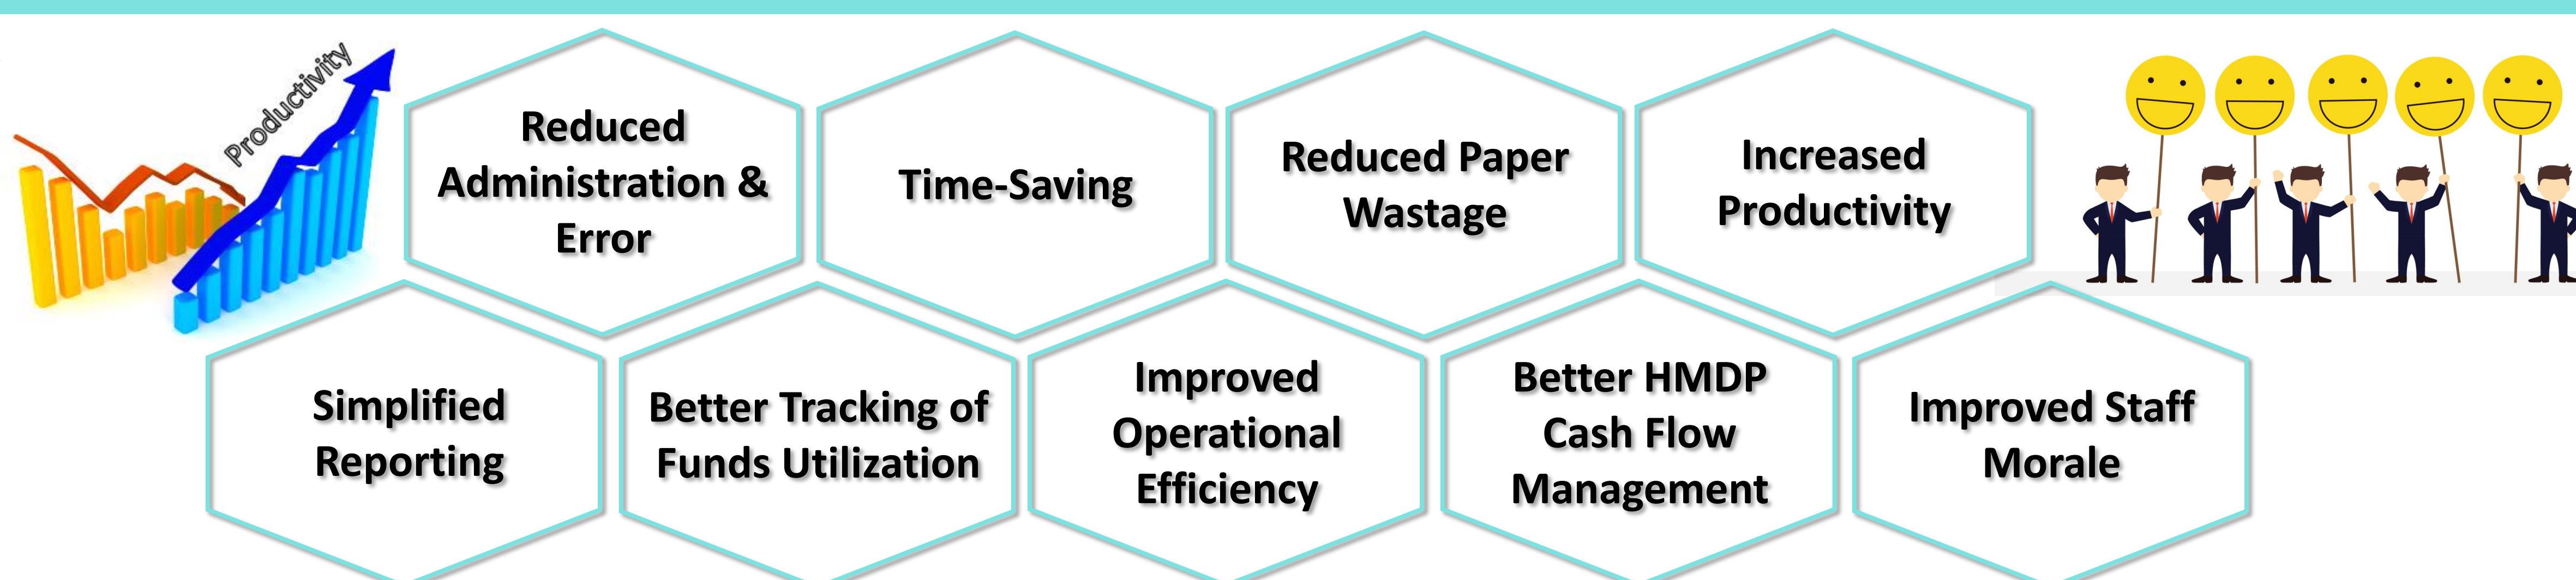 Productivity
Reduced
Administration &
Error
Time-Saving
Reduced Paper
Wastage
Increased
Productivity
Simplified
Reporting
Better Tracking of
Funds Utilization
Improved
Operational
Efficiency
Better HMDP
Cash Flow
Management
Improved Staff
Morale